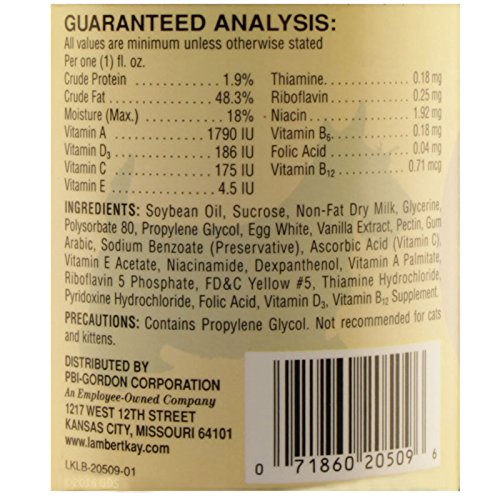 GUARANTEED ANALYSIS:
All values are minimum unless otherwise stated
Per one (1) fl. oz.
Crude Protein 1.9%
Crude Fat 48.3%
Moisture (Max.) 18%
Vitamin A 1790 IU
Vitamin D3 186 IU
Vitamin C 175 IU
Vitamin E 4.5 IU
Thiamine 0.18 mg
Riboflavin 0.25 mg
Niacin 1.92 mg
Vitamin B6 0.18 mg
Folic Acid 0.04 mg
Vitamin B12 0.71 mcg
INGREDIENTS: Soybean Oil, Sucrose, Non-Fat Dry Milk, Glycerine,
Polysorbate 80, Propylene Glycol, Egg White, Vanilla Extract, Pectin, Gum
Arabic, Sodium Benzoate (Preservative), Ascorbic Acid (Vitamin C),
Vitamin E Acetate, Niacinamide, Dexpanthenol, Vitamin A Palmitate,
Riboflavin 5 Phosphate, FD&C Yellow #5, Thiamine Hydrochloride,
Pyridoxine Hydrochloride, Folic Acid, Vitamin D3, Vitamin B12 Supplement.
PRECAUTIONS: Contains Propylene Glycol. Not recommended for cats
and kittens.
DISTRIBUTED BY
PBI-GORDON CORPORATION
An Employee-Owned Company
1217 WEST 12TH STREET
KANSAS CITY, MISSOURI 64101
www.lambertkay.com
LKLB-20509-01
©2016 GDS
0 71860 20509 6